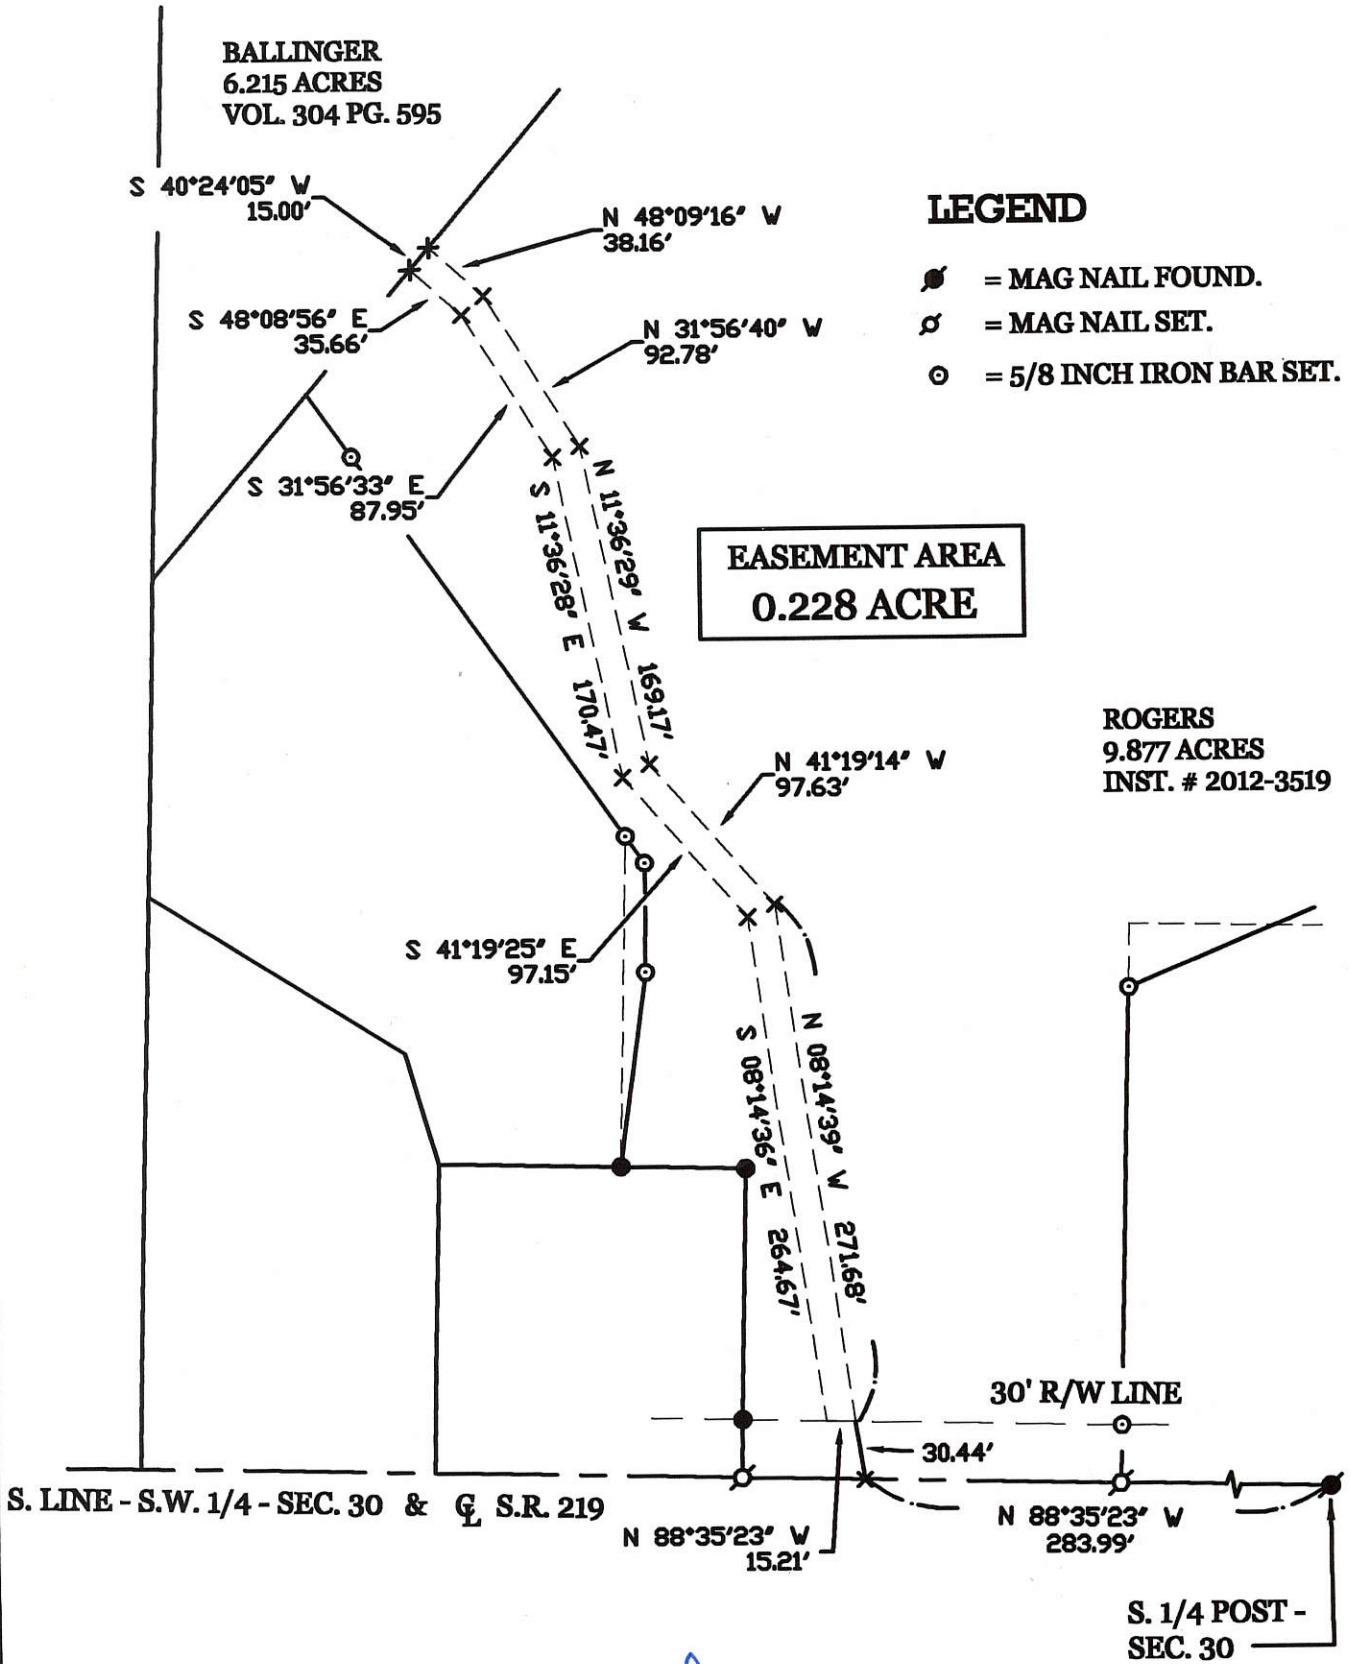 BALLINGER
6.215 ACRES
VOL. 304 PG. 595
S 40°24'05" W
15.00'
N 48°09'16" W
38.16'
LEGEND
= MAG NAIL FOUND.
= MAG NAIL SET.
= 5/8 INCH IRON BAR SET.
S 48°08'56" E
35.66'
N 31°56'40" W
92.78'
S 31°56'33" E
87.95'
N 11°36'29" W 169.17'
S 11°36'28" E 170.47'
EASEMENT AREA
0.228 ACRE
ROGERS
9.877 ACRES
INST. # 2012-3519
N 41°19'14" W
97.63'
S 41°19'25" E
97.15'
N 08°14'39" W 271.68'
S 08°14'36" E 264.67'
30' R/W LINE
30.44'
S. LINE - S.W. 1/4 - SEC. 30 & ℄ S.R. 219
N 88°35'23" W
15.21'
N 88°35'23" W
283.99'
S. 1/4 POST -
SEC. 30